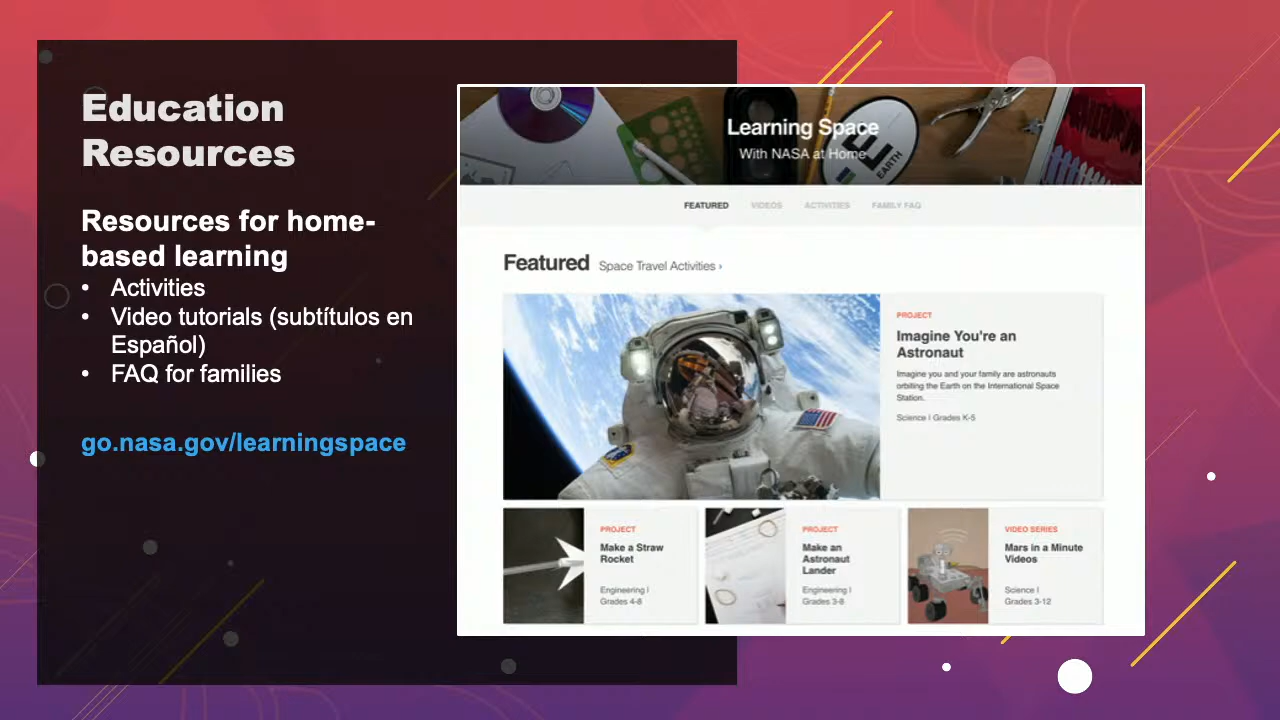 Education
Resources
Resources for home-
based learning
• Activities
• Video tutorials (subtítulos en
Español)
• FAQ for families
go.nasa.gov/learningspace
Learning Space
With NASA at Home
E
EARTH
FEATURED VIDEOS ACTIVITIES FAMILY FAQ
Featured Space Travel Activities ›
PROJECT
Imagine You're an
Astronaut
Imagine you and your family are astronauts
orbiting the Earth on the International Space
Station.
Science | Grades K-5
PROJECT
Make a Straw
Rocket
Engineering |
Grades 4-8
PROJECT
Make an
Astronaut
Lander
Engineering |
Grades 3-8
VIDEO SERIES
Mars in a Minute
Videos
Science |
Grades 3-12